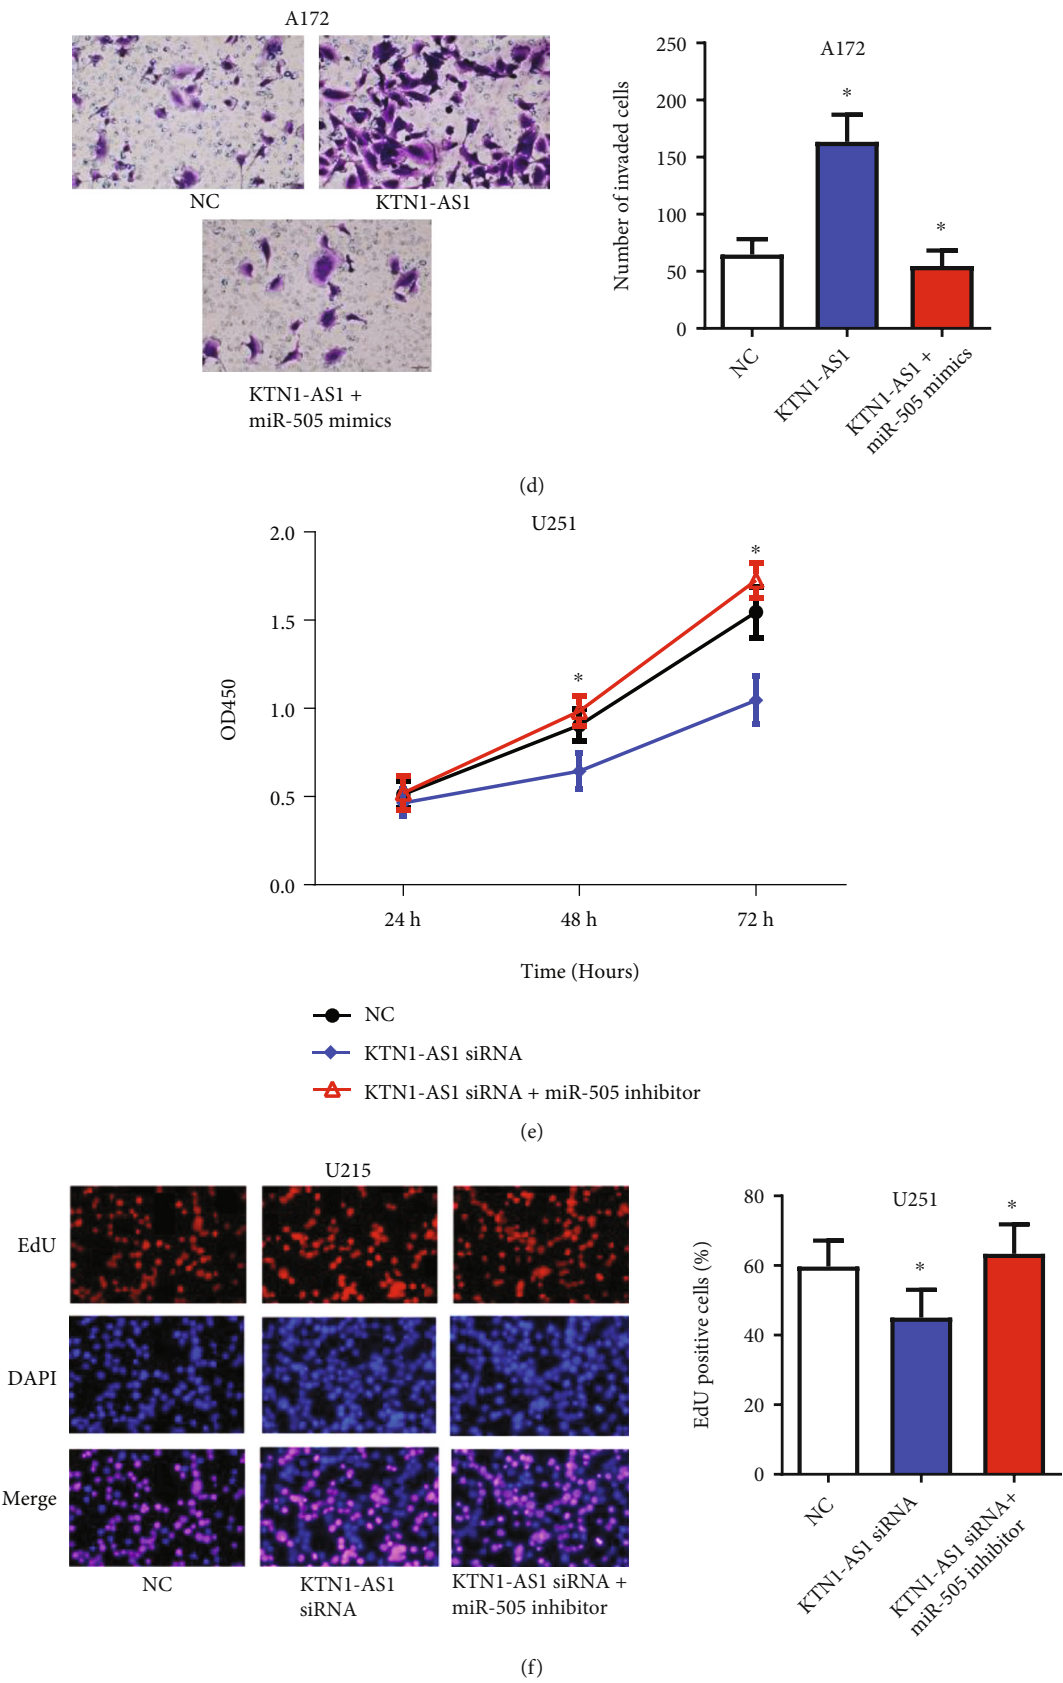 A172
NC
KTN1-AS1
KTN1-AS1 +
miR-505 mimics
A172
Number of invaded cells
250
200
150
100
50
0
*
*
NC
KTN1-AS1
KTN1-AS1 +
miR-505 mimics
(d)
U251
OD450
2.0
1.5
1.0
0.5
0.0
*
*
24 h
48 h
72 h
Time (Hours)
NC
KTN1-AS1 siRNA
KTN1-AS1 siRNA + miR-505 inhibitor
(e)
U215
EdU
DAPI
Merge
NC
KTN1-AS1
siRNA
KTN1-AS1 siRNA +
miR-505 inhibitor
U251
EdU positive cells (%)
80
60
40
20
0
*
*
NC
KTN1-AS1 siRNA
KTN1-AS1 siRNA+
miR-505 inhibitor
(f)